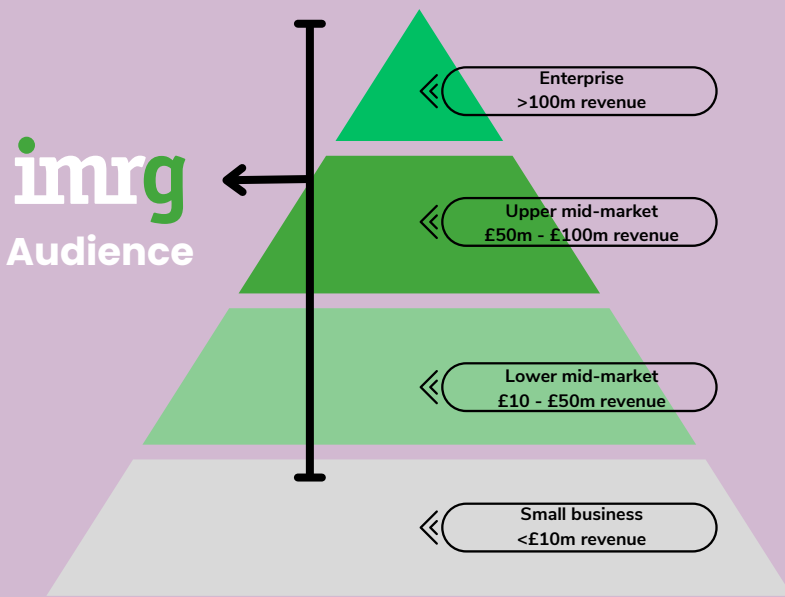 imrg
Audience
Enterprise
>100m revenue
Upper mid-market
£50m - £100m revenue
Lower mid-market
£10 - £50m revenue
Small business
<£10m revenue